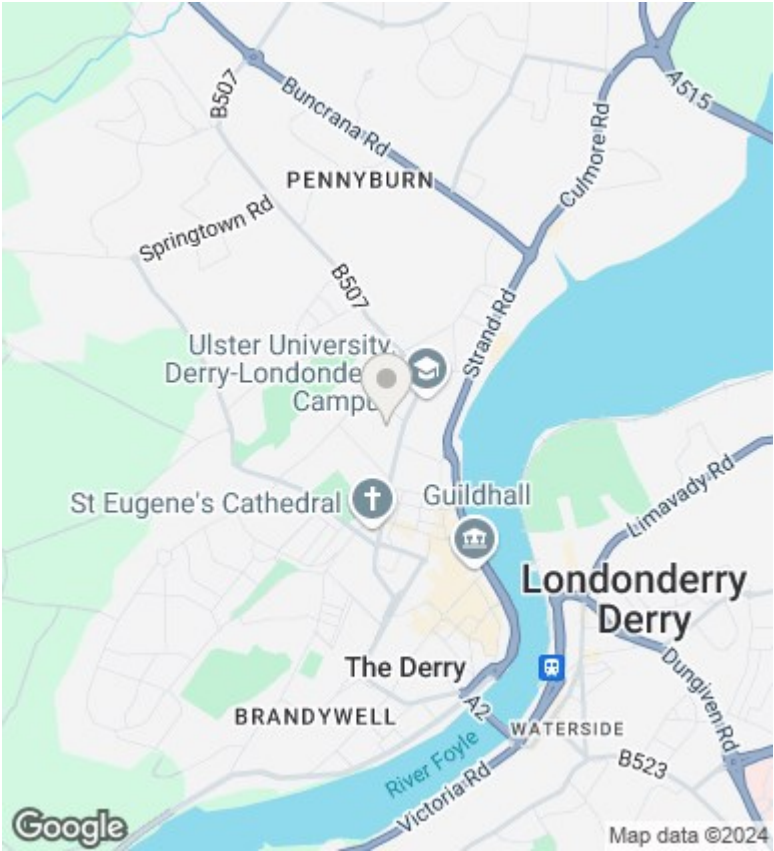 B507
Buncrana Rd
A515
Culmore Rd
PENNYBURN
Springtown Rd
B507
Strand Rd
Ulster University,
Derry-Londonde
Campu
St Eugene's Cathedral
Guildhall
Limavady Rd
Londonderry
Derry
The Derry
Dungiven Rd
A2
BRANDYWELL
WATERSIDE
River Foyle
B523
Victoria Rd
Google
Map data ©2024